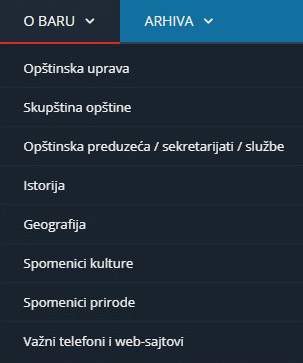 O BARU ARHIVA
Opštinska uprava
Skupština opštine
Opštinska preduzeća / sekretarijati / službe
Istorija
Geografija
Spomenici kulture
Spomenici prirode
Važni telefoni i web-sajtovi